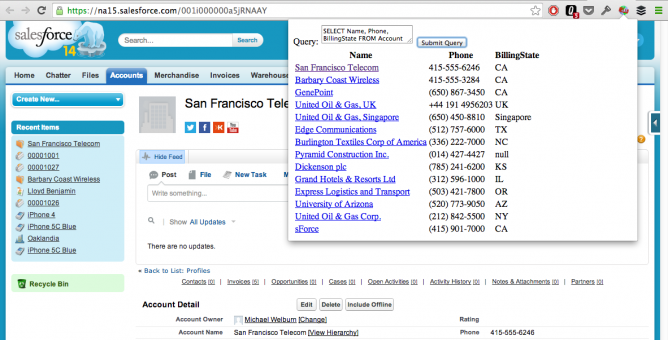 https://na15.salesforce.com/001i000000a5jRNAAY
salesforce
14
Search...
Search
Home Chatter Files Accounts Merchandise Invoices Warehous
Create New...
Recent Items
San Francisco Telecom
00001001
00001027
Barbary Coast Wireless
Lloyd Benjamin
00001026
iPhone 4
iPhone 5C Blue
Oaklandia
iPhone 5C Blue
Recycle Bin
San Francisco Tele
You Tube
Hide Feed
Post File New Task M
Write something...
Show All Updates
There are no updates.
« Back to List: Profiles
Contacts [0] | Invoices [5] | Opportunities [0] | Cases [0] | Open Activities [0] | Activity History [0] | Notes & Attachments [0] | Partners [0]
Account Detail Edit Delete Include Offline
Account Owner Michael Welburn [Change] Rating
Account Name San Francisco Telecom [View Hierarchy] Phone 415-555-6246
Query: SELECT Name, Phone,
BillingState FROM Account
Submit Query
Name Phone BillingState
San Francisco Telecom 415-555-6246 CA
Barbary Coast Wireless 415-555-3284 CA
GenePoint (650) 867-3450 CA
United Oil & Gas, UK +44 191 4956203 UK
United Oil & Gas, Singapore (650) 450-8810 Singapore
Edge Communications (512) 757-6000 TX
Burlington Textiles Corp of America (336) 222-7000 NC
Pyramid Construction Inc. (014) 427-4427 null
Dickenson plc (785) 241-6200 KS
Grand Hotels & Resorts Ltd (312) 596-1000 IL
Express Logistics and Transport (503) 421-7800 OR
University of Arizona (520) 773-9050 AZ
United Oil & Gas Corp. (212) 842-5500 NY
sForce (415) 901-7000 CA